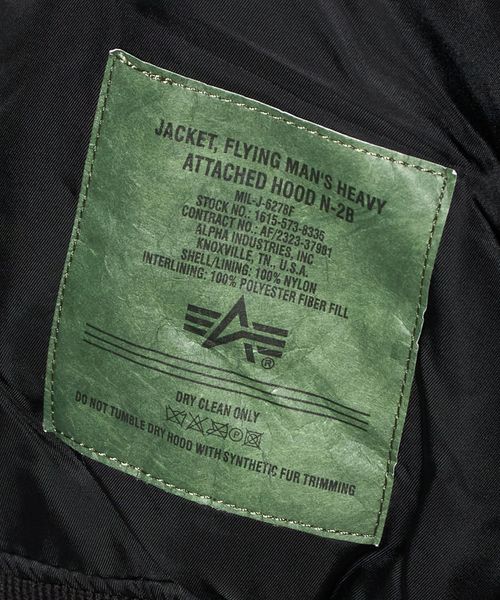 JACKET, FLYING MAN'S HEAVY
ATTACHED HOOD N-2B
MIL-J-6278F
STOCK NO.: 1615-573-8335
CONTRACT NO.: AF/2323-37981
ALPHA INDUSTRIES, INC
KNOXVILLE, TN, U.S.A.
SHELL/LINING: 100% NYLON
INTERLINING: 100% POLYESTER FIBER FILL
®
DRY CLEAN ONLY
DO NOT TUMBLE DRY ROOD WITH SYNTHETIC FUR TRIMMING